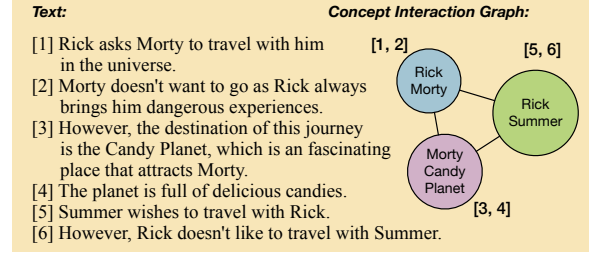 Text:
Concept Interaction Graph:
[1] Rick asks Morty to travel with him
in the universe.
[2] Morty doesn't want to go as Rick always
brings him dangerous experiences.
[3] However, the destination of this journey
is the Candy Planet, which is an fascinating
place that attracts Morty.
[4] The planet is full of delicious candies.
[5] Summer wishes to travel with Rick.
[6] However, Rick doesn't like to travel with Summer.
[1, 2]
Rick
Morty
[5, 6]
Rick
Summer
Morty
Candy
Planet
[3, 4]